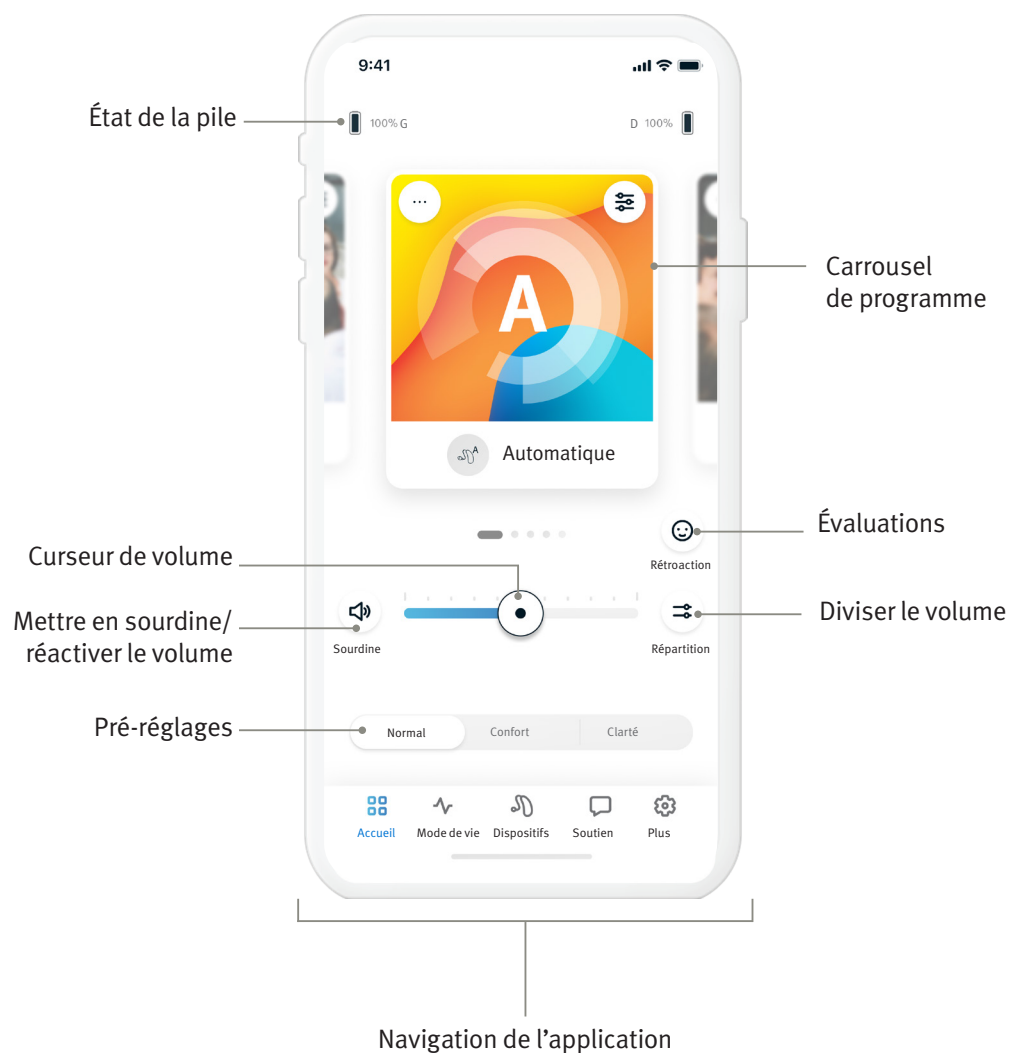 9:41
État de la pile
100% G
D 100%
...
A
Carrousel
de programme
A
Automatique
Évaluations
Rétroaction
Curseur de volume
Mettre en sourdine/
réactiver le volume
Sourdine
Diviser le volume
Répartition
Pré-réglages
Normal
Confort
Clarté
Accueil
Mode de vie
Dispositifs
Soutien
Plus
Navigation de l’application